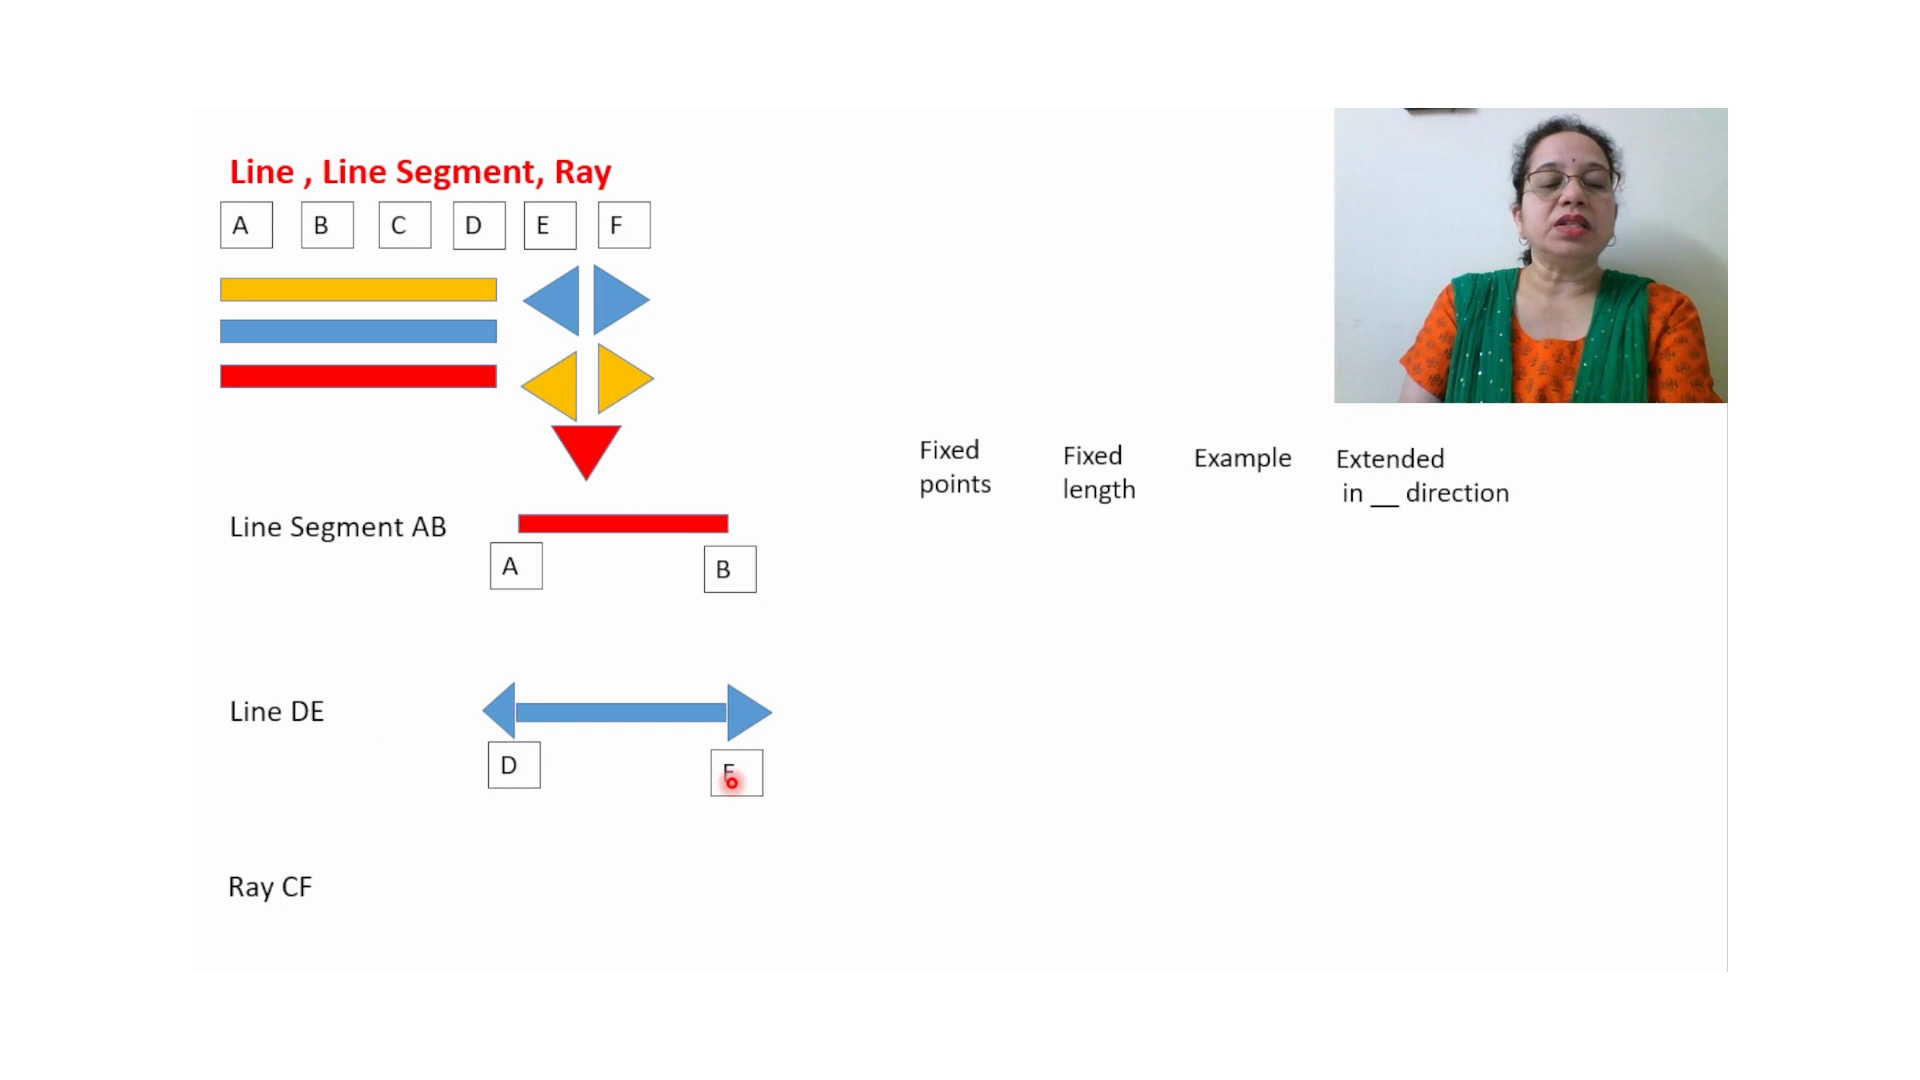 Line , Line Segment, Ray
A B C D E F
Fixed points
Fixed length
Example
Extended
in __ direction
Line Segment AB
A B
Line DE
D E
Ray CF